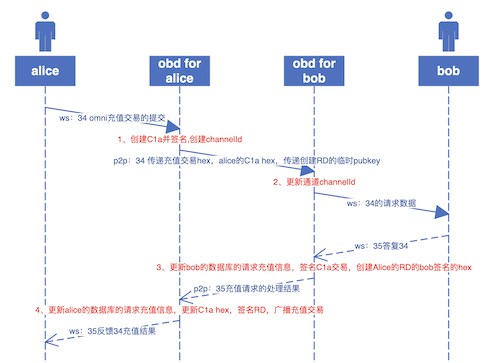 alice
obd for
alice
obd for
bob
bob
ws：34 omni充值交易的提交
1、创建C1a并签名,创建channelId
p2p：34 传递充值交易hex，alice的C1a hex，传递创建RD的临时pubkey
2、更新通道channelId
ws：34的请求数据
ws：35答复34
3、更新bob的数据库的请求充值信息，签名C1a交易，创建Alice的RD的bob签名的hex
p2p：35充值请求的处理结果
4、更新alice的数据库的请求充值信息，更新C1a hex，签名RD，广播充值交易
ws：35反馈34充值结果